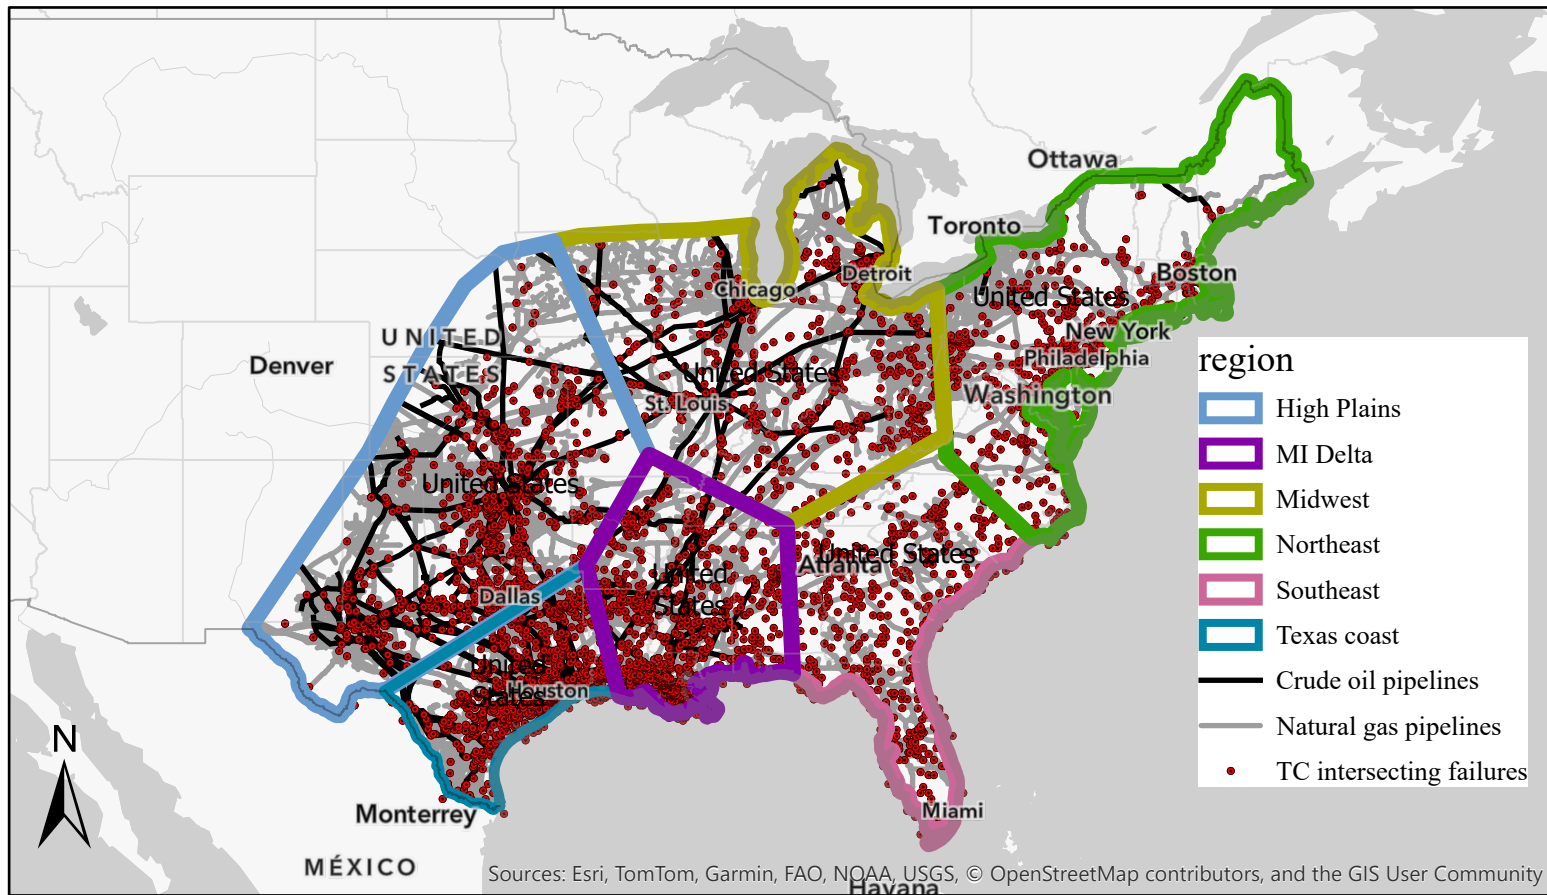 Ottawa
Toronto
Boston
Detroit
Chicago
United States
New York
UNITED
STATES
Denver
Philadelphia
United States
Washington
St. Louis
United States
United States
Atlanta
United
States
Dallas
United
States
Houston
Miami
Monterrey
MÉXICO
Havana
N
region
High Plains
MI Delta
Midwest
Northeast
Southeast
Texas coast
Crude oil pipelines
Natural gas pipelines
TC intersecting failures
Sources: Esri, TomTom, Garmin, FAO, NOAA, USGS, © OpenStreetMap contributors, and the GIS User Community